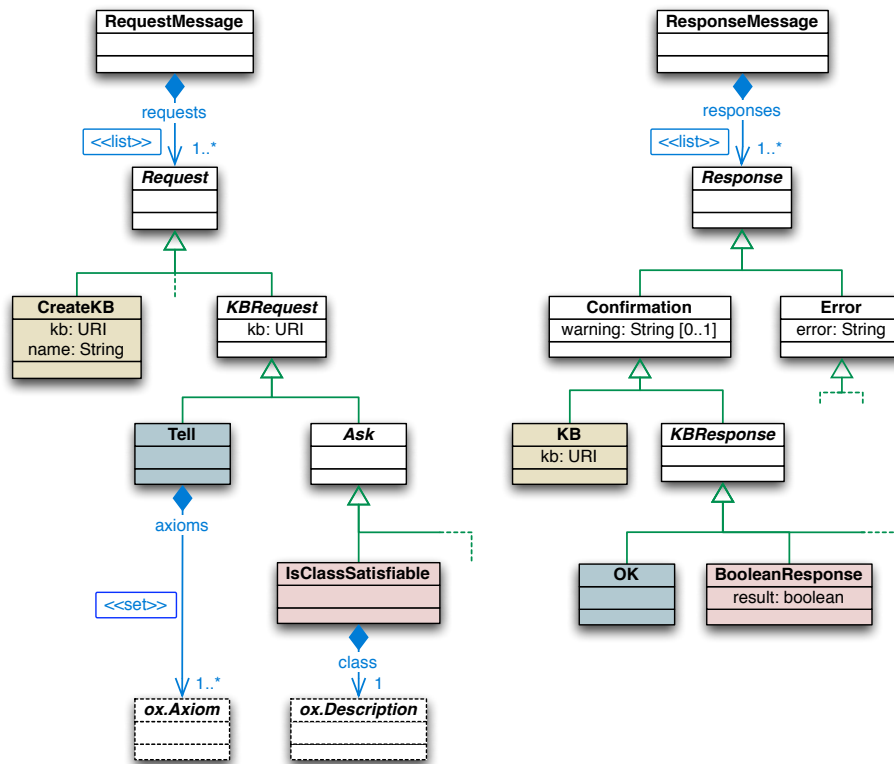 RequestMessage
requests
<<list>>
1..*
Request
CreateKB
kb: URI
name: String
KBRequest
kb: URI
Tell
Ask
axioms
<<set>>
1..*
ox.Axiom
IsClassSatisfiable
class
1
ox.Description
ResponseMessage
responses
<<list>>
1..*
Response
Confirmation
warning: String [0..1]
Error
error: String
KB
kb: URI
KBResponse
OK
BooleanResponse
result: boolean